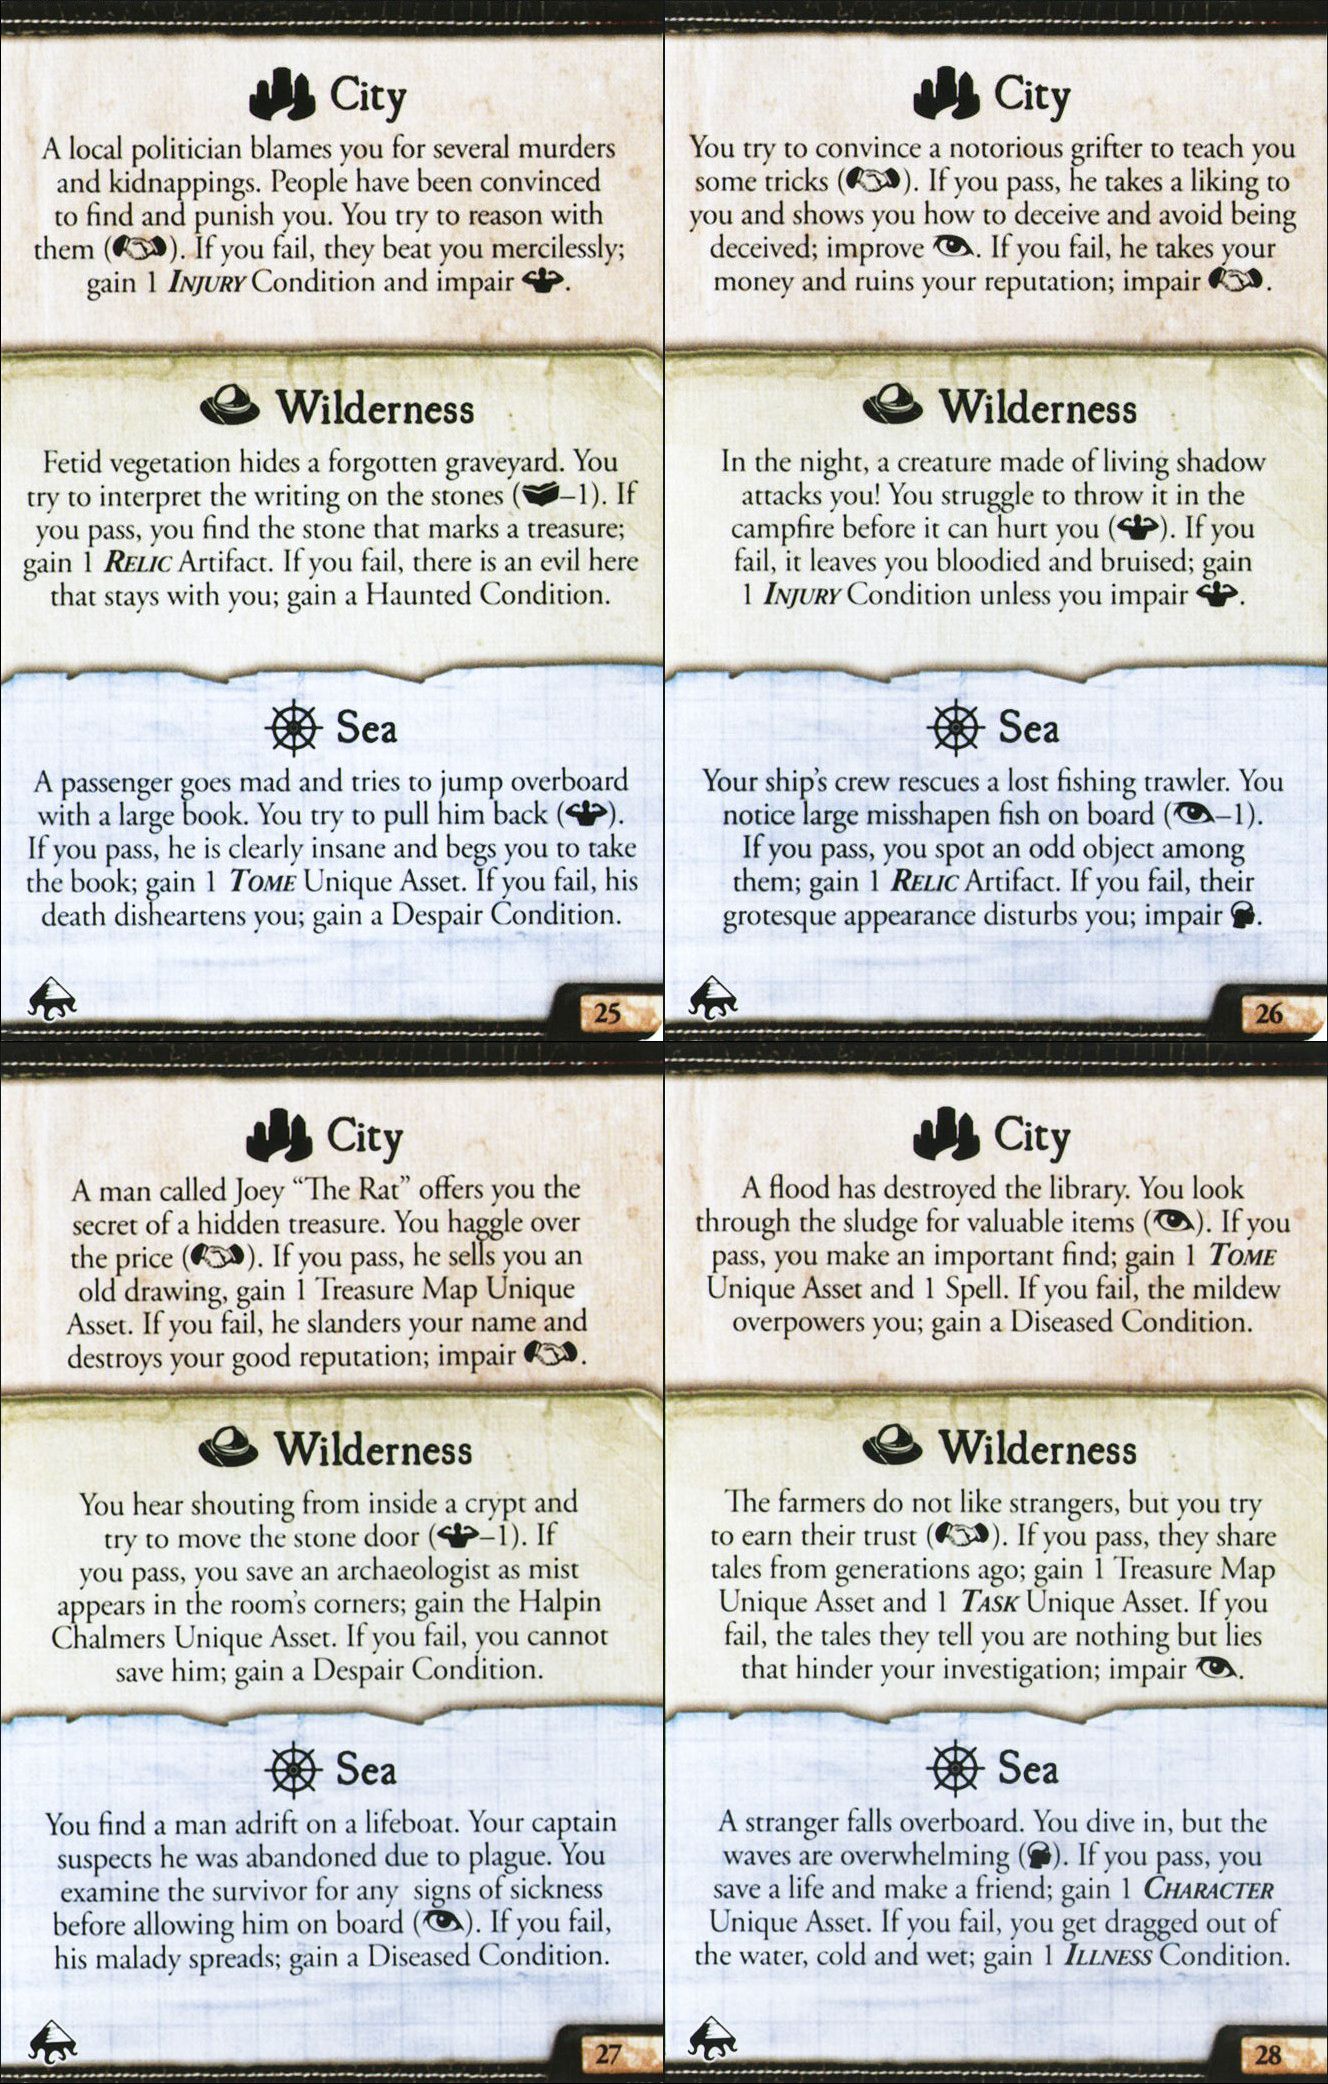 City
A local politician blames you for several murders
and kidnappings. People have been convinced
to find and punish you. You try to reason with
them (). If you fail, they beat you mercilessly;
gain 1 INJURY Condition and impair .
Wilderness
Fetid vegetation hides a forgotten graveyard. You
try to interpret the writing on the stones (–1). If
you pass, you find the stone that marks a treasure;
gain 1 RELIC Artifact. If you fail, there is an evil here
that stays with you; gain a Haunted Condition.
Sea
A passenger goes mad and tries to jump overboard
with a large book. You try to pull him back ().
If you pass, he is clearly insane and begs you to take
the book; gain 1 TOME Unique Asset. If you fail, his
death disheartens you; gain a Despair Condition.
25
City
You try to convince a notorious grifter to teach you
some tricks (). If you pass, he takes a liking to
you and shows you how to deceive and avoid being
deceived; improve . If you fail, he takes your
money and ruins your reputation; impair .
Wilderness
In the night, a creature made of living shadow
attacks you! You struggle to throw it in the
campfire before it can hurt you (). If you
fail, it leaves you bloodied and bruised; gain
1 INJURY Condition unless you impair .
Sea
Your ship's crew rescues a lost fishing trawler. You
notice large misshapen fish on board (–1).
If you pass, you spot an odd object among
them; gain 1 RELIC Artifact. If you fail, their
grotesque appearance disturbs you; impair .
26
City
A man called Joey “The Rat” offers you the
secret of a hidden treasure. You haggle over
the price (). If you pass, he sells you an
old drawing, gain 1 Treasure Map Unique
Asset. If you fail, he slanders your name and
destroys your good reputation; impair .
Wilderness
You hear shouting from inside a crypt and
try to move the stone door (–1). If
you pass, you save an archaeologist as mist
appears in the room's corners; gain the Halpin
Chalmers Unique Asset. If you fail, you cannot
save him; gain a Despair Condition.
Sea
You find a man adrift on a lifeboat. Your captain
suspects he was abandoned due to plague. You
examine the survivor for any signs of sickness
before allowing him on board (). If you fail,
his malady spreads; gain a Diseased Condition.
27
City
A flood has destroyed the library. You look
through the sludge for valuable items (). If you
pass, you make an important find; gain 1 TOME
Unique Asset and 1 Spell. If you fail, the mildew
overpowers you; gain a Diseased Condition.
Wilderness
The farmers do not like strangers, but you try
to earn their trust (). If you pass, they share
tales from generations ago; gain 1 Treasure Map
Unique Asset and 1 TASK Unique Asset. If you
fail, the tales they tell you are nothing but lies
that hinder your investigation; impair .
Sea
A stranger falls overboard. You dive in, but the
waves are overwhelming (). If you pass, you
save a life and make a friend; gain 1 CHARACTER
Unique Asset. If you fail, you get dragged out of
the water, cold and wet; gain 1 ILLNESS Condition.
28